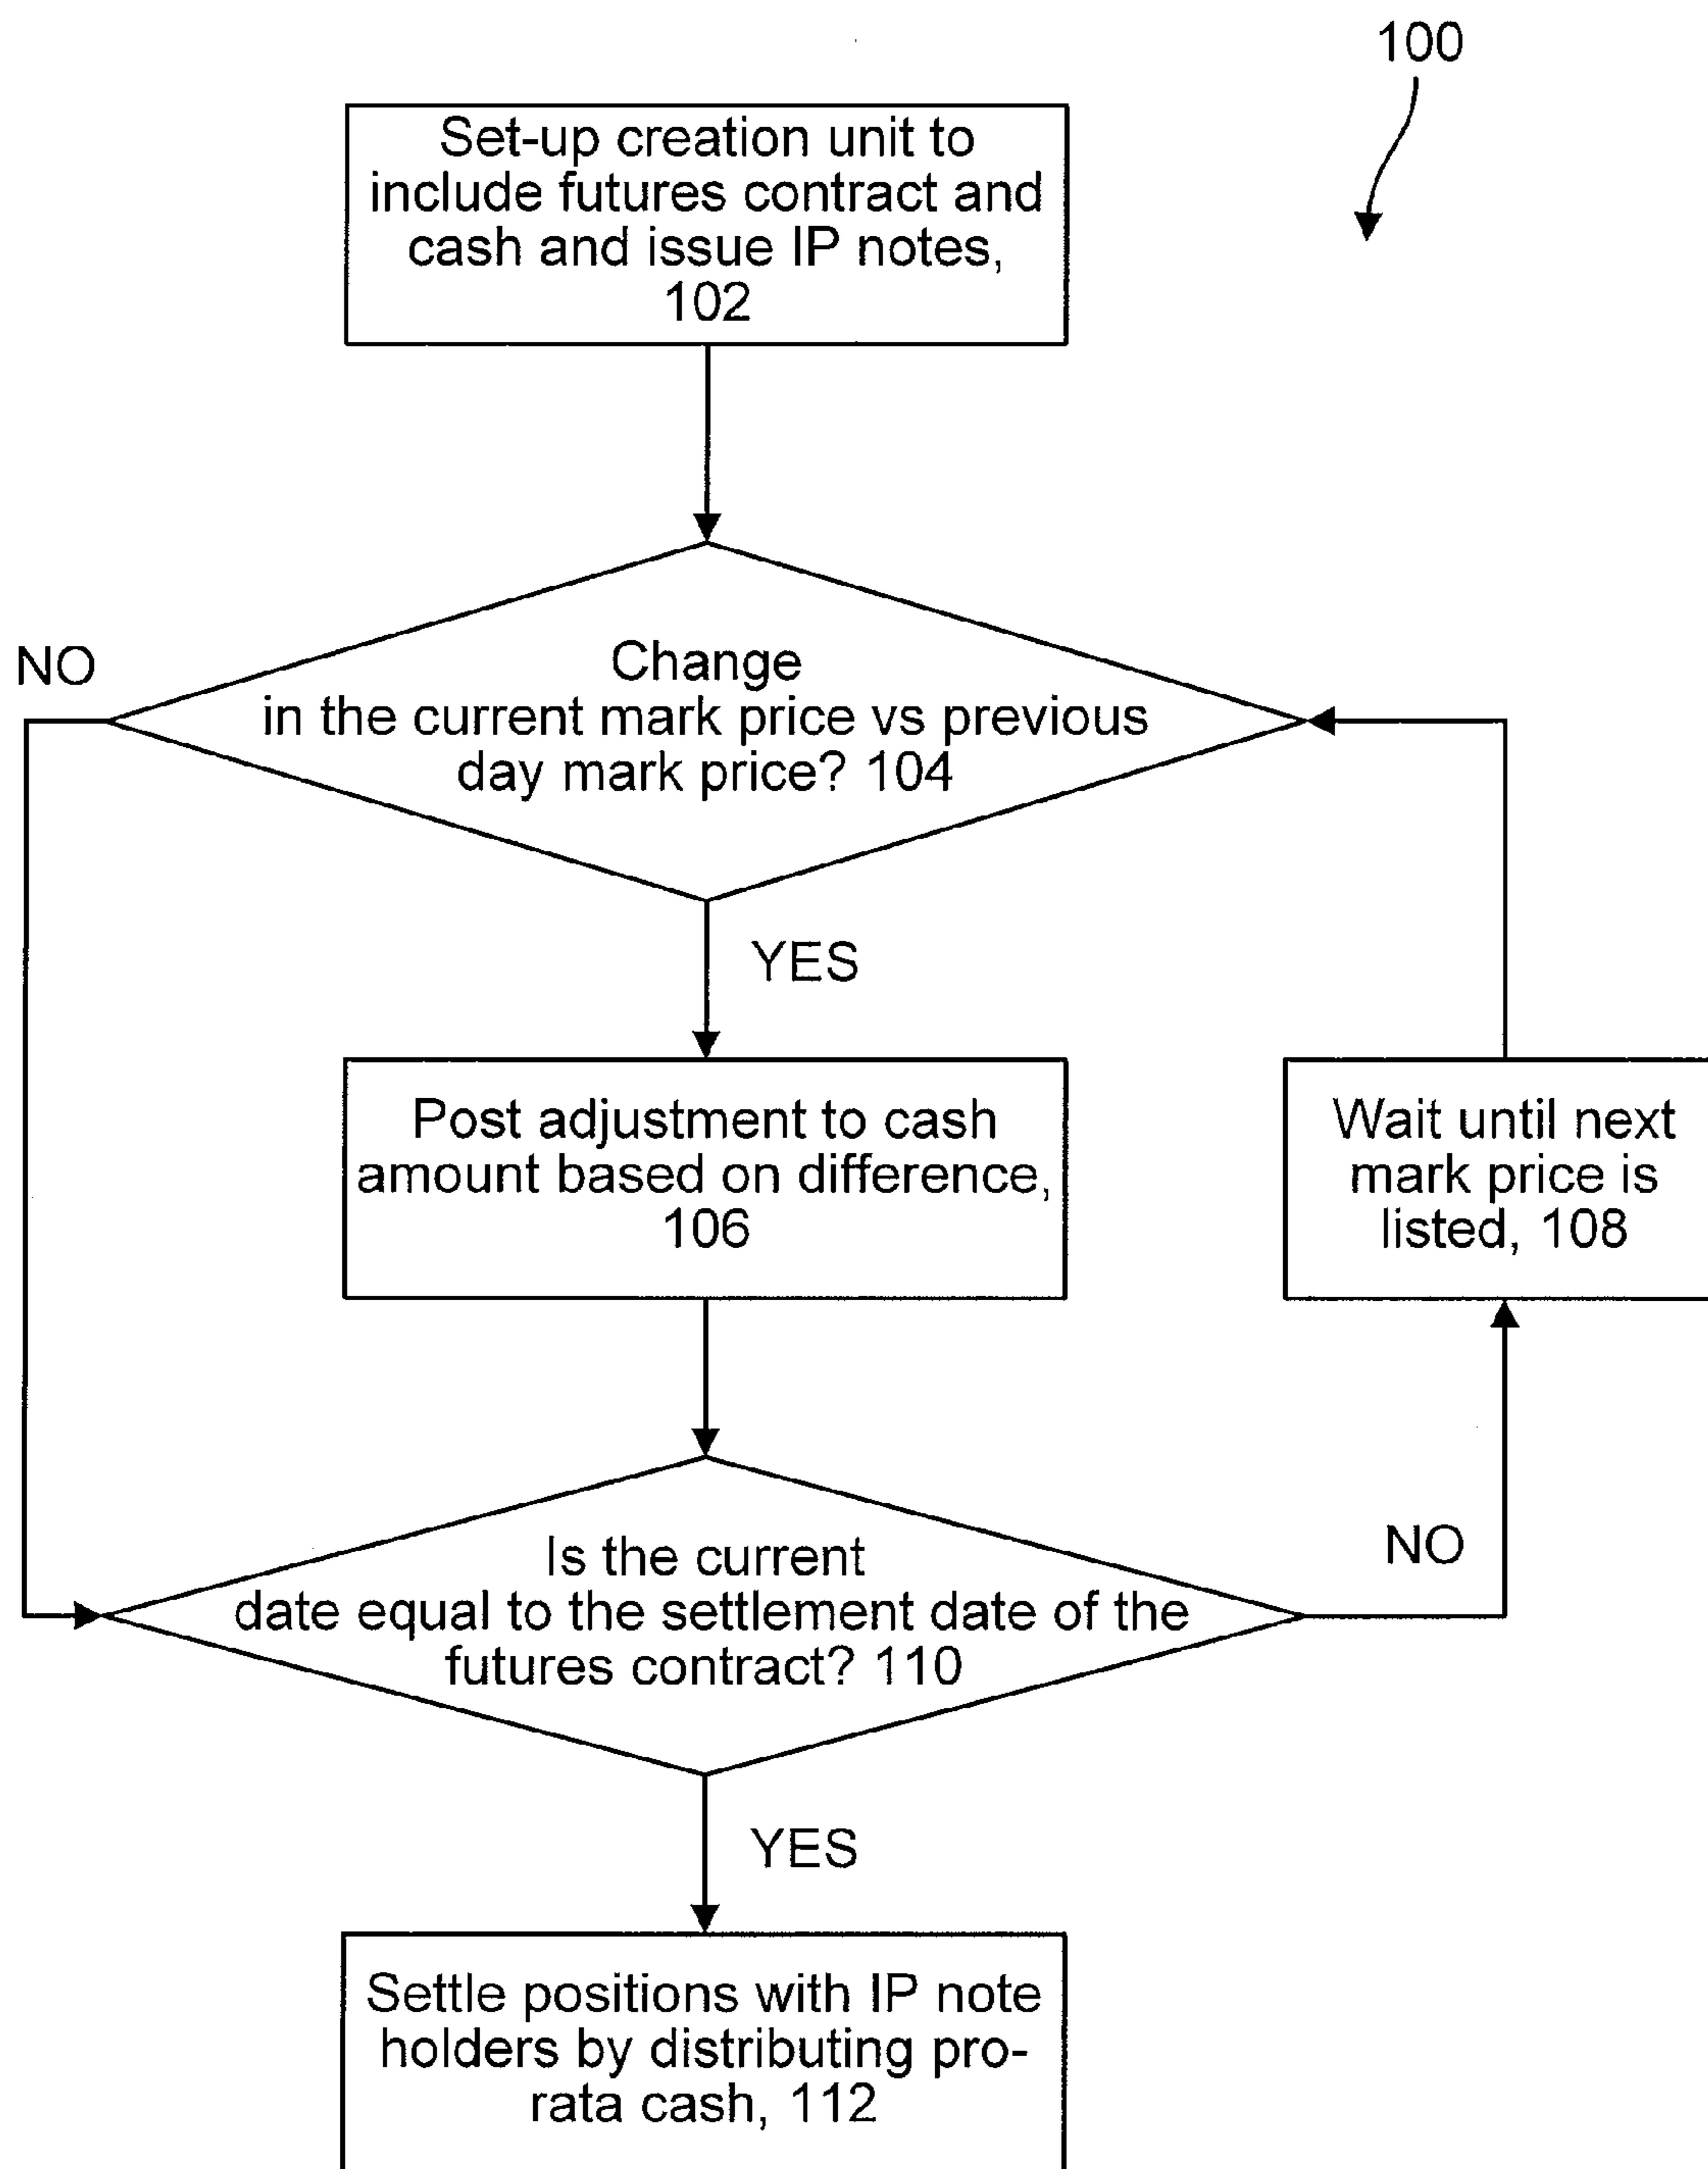 100
Set-up creation unit to
include futures contract and
cash and issue IP notes,
102
NO
Change
in the current mark price vs previous
day mark price? 104
YES
Post adjustment to cash
amount based on difference,
106
Wait until next
mark price is
listed, 108
Is the current
date equal to the settlement date of the
futures contract? 110
NO
YES
Settle positions with IP note
holders by distributing pro-
rata cash, 112